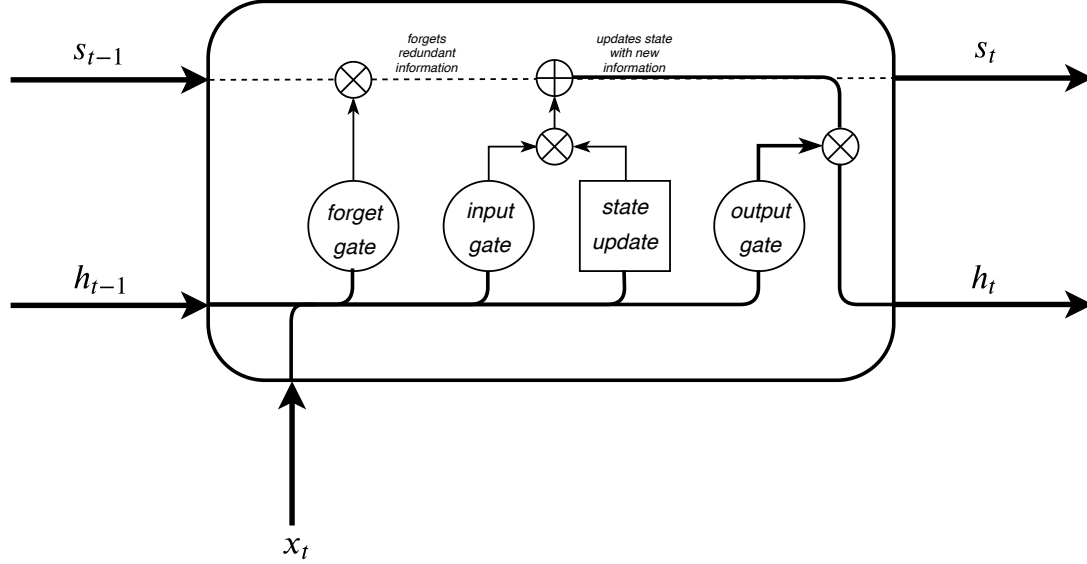 forgets
redundant
information
updates state
with new
information
s_{t−1}
s_t
forget
gate
input
gate
state
update
output
gate
h_{t−1}
h_t
x_t